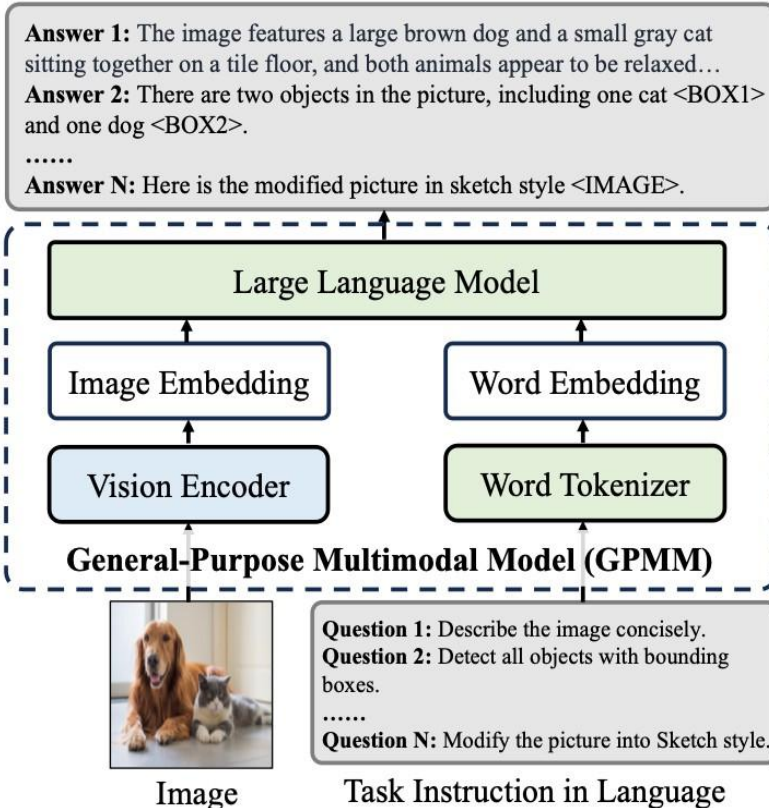 Answer 1: The image features a large brown dog and a small gray cat
sitting together on a tile floor, and both animals appear to be relaxed…
Answer 2: There are two objects in the picture, including one cat <BOX1>
and one dog <BOX2>.
……
Answer N: Here is the modified picture in sketch style <IMAGE>.
Large Language Model
Image Embedding
Word Embedding
Vision Encoder
Word Tokenizer
General-Purpose Multimodal Model (GPMM)
Question 1: Describe the image concisely.
Question 2: Detect all objects with bounding
boxes.
……
Question N: Modify the picture into Sketch style.
Image
Task Instruction in Language